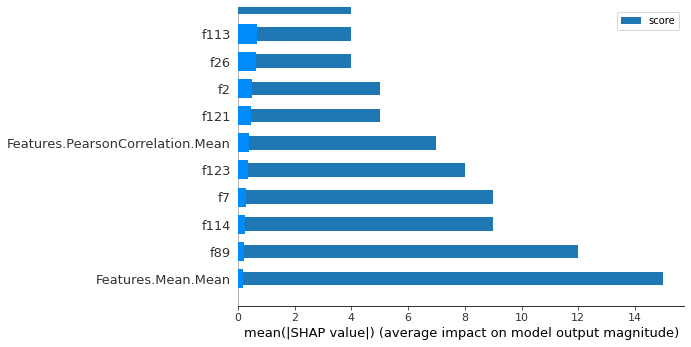 score
f113
f26
f2
f121
Features.PearsonCorrelation.Mean
f123
f7
f114
f89
Features.Mean.Mean
0 2 4 6 8 10 12 14
mean(|SHAP value|) (average impact on model output magnitude)